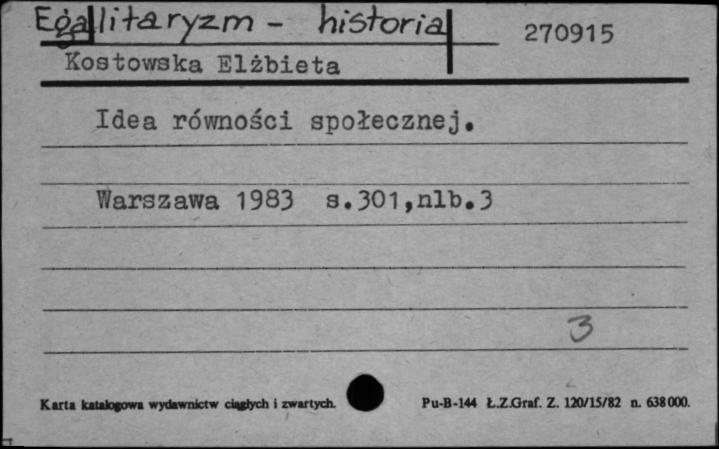 Egalitaryzm - historia
270915
Kostowska Elżbieta
Idea równości społecznej.
Warszawa 1983 s.301,nlb.3
3
Karta katalogowa wydawnictw ciągłych i zwartych.
Pu-B-144 Ł.Z.Graf. Z. 120/15/82 n. 638000.